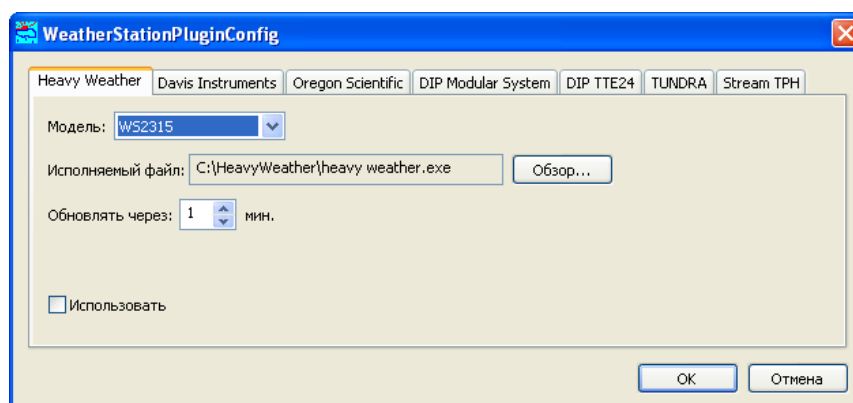 WeatherStationPluginConfig
Heavy Weather Davis Instruments Oregon Scientific DIP Modular System DIP TTE24 TUNDRA Stream TPH
Модель: WS2315
Исполняемый файл: C:\HeavyWeather\heavy weather.exe Обзор...
Обновлять через: 1 мин.
Использовать
OK Отмена